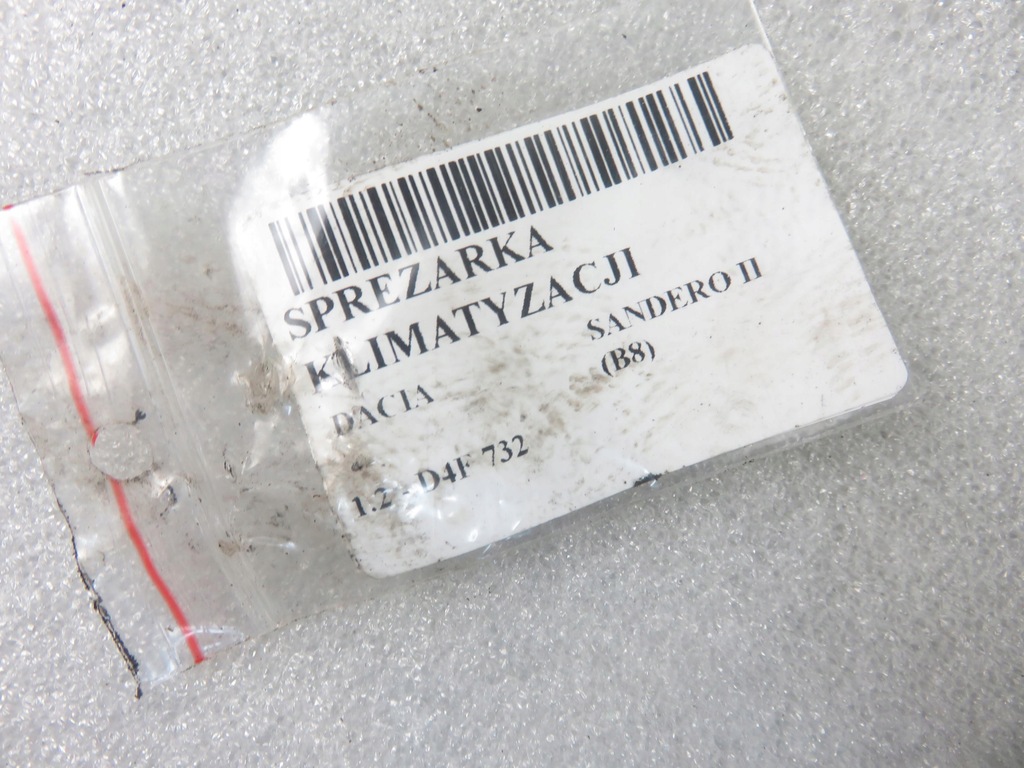 SPREZARKA
KLIMATYZACJI
DACIA SANDERO II
(B8)
1.2 - D4F 732